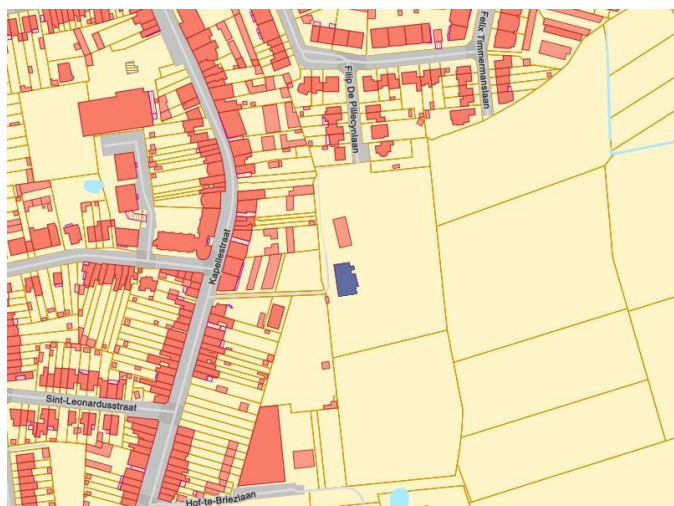 Felix Timmermanslaan
Filip De Pillecynlaan
Kapellestraat
Sint-Leonardusstraat
Hof-te-Briezlaan